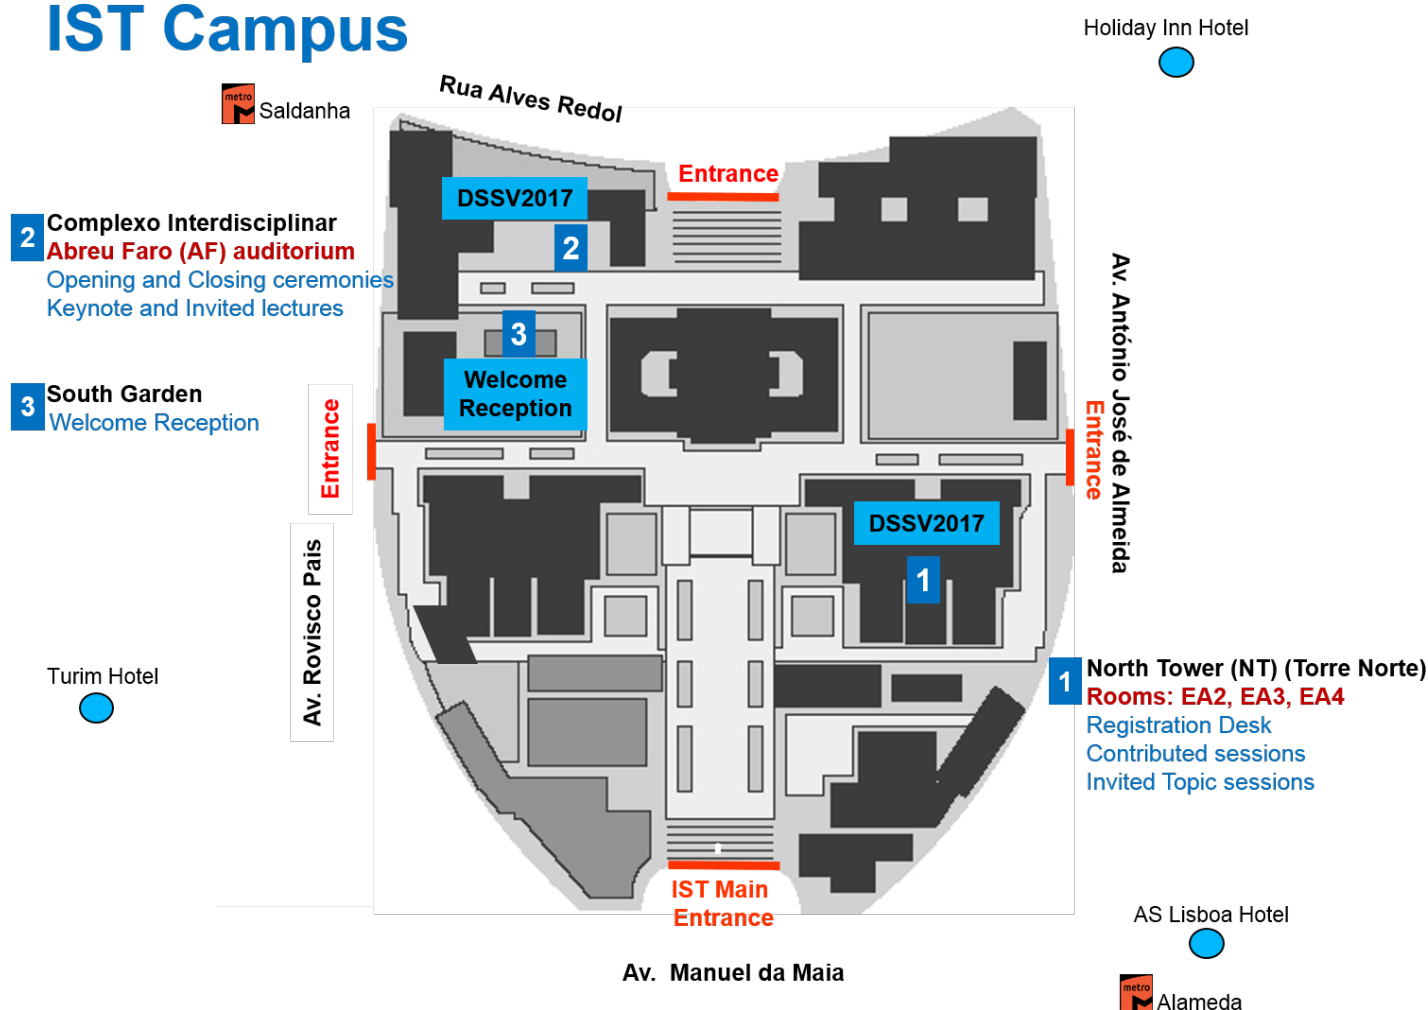 IST Campus
Holiday Inn Hotel
metro
Saldanha
Rua Alves Redol
Entrance
DSSV2017
2
2 Complexo Interdisciplinar
Abreu Faro (AF) auditorium
Opening and Closing ceremonies
Keynote and Invited lectures
3
Welcome
Reception
3 South Garden
Welcome Reception
Entrance
Av. Rovisco Pais
Av. António José de Almeida
Entrance
DSSV2017
1
Turim Hotel
1 North Tower (NT) (Torre Norte)
Rooms: EA2, EA3, EA4
Registration Desk
Contributed sessions
Invited Topic sessions
IST Main
Entrance
Av. Manuel da Maia
AS Lisboa Hotel
metro
Alameda